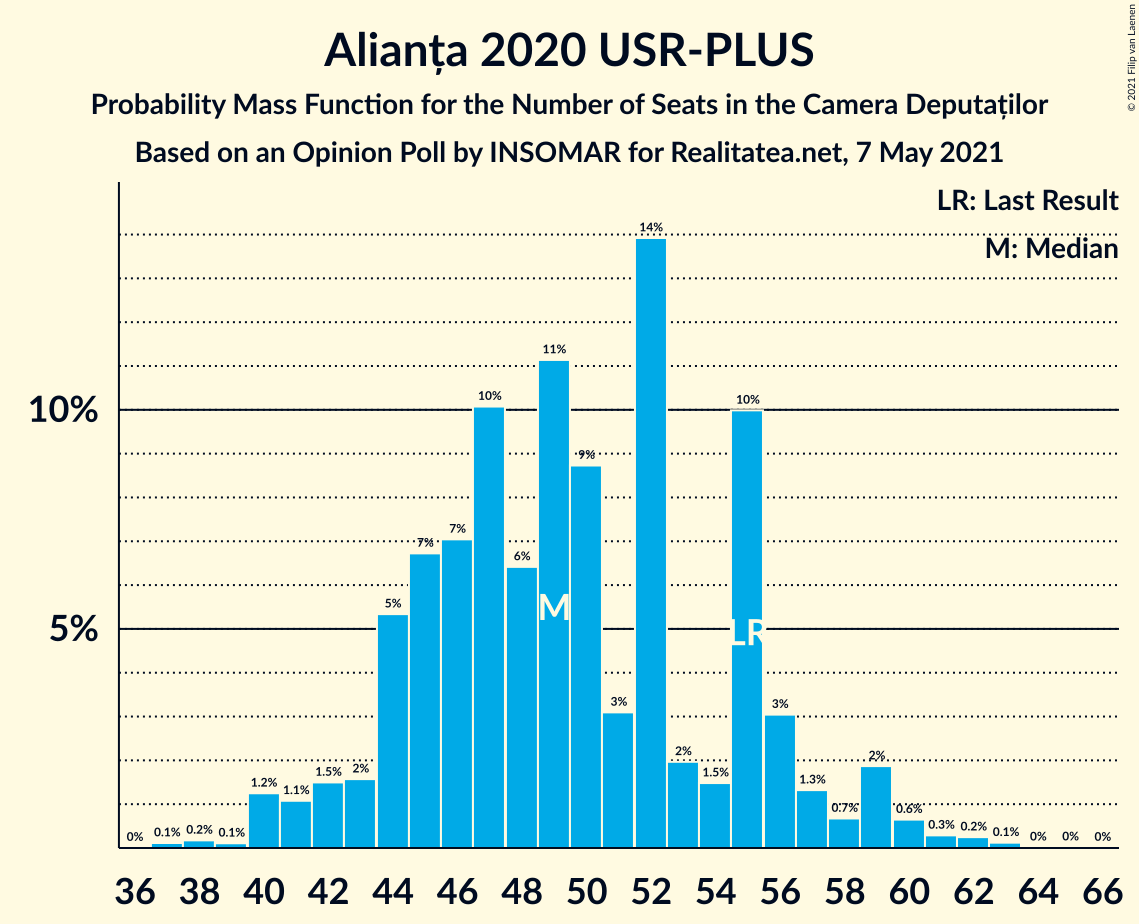 Alianța 2020 USR-PLUS
Probability Mass Function for the Number of Seats in the Camera Deputaților
Based on an Opinion Poll by INSOMAR for Realitatea.net, 7 May 2021
© 2021 Filip van Laenen
LR: Last Result
M: Median
10%
5%
0% 0.1% 0.2% 0.1% 1.2% 1.1% 1.5% 2% 5% 7% 7% 10% 6% 11% 9% 3% 14% 2% 1.5% 10% 3% 1.3% 0.7% 2% 0.6% 0.3% 0.2% 0.1% 0% 0% 0%
M
LR
36 38 40 42 44 46 48 50 52 54 56 58 60 62 64 66